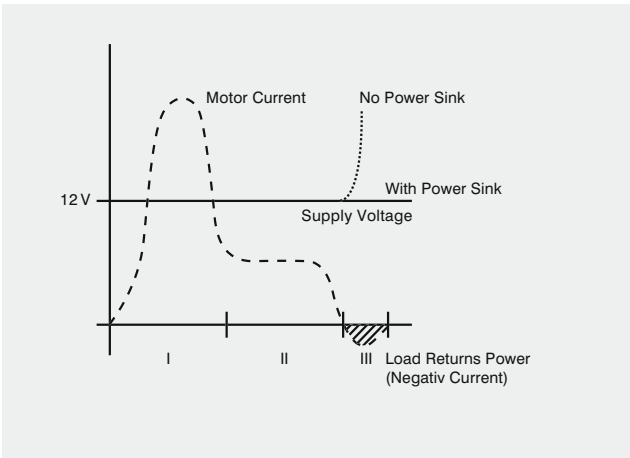 Motor Current
No Power Sink
12 V
With Power Sink
Supply Voltage
I
II
III
Load Returns Power
(Negativ Current)